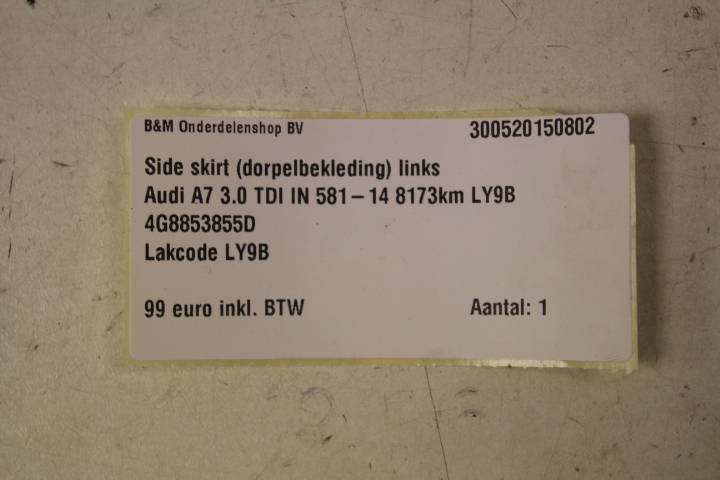 B&M Onderdelenshop BV 300520150802
Side skirt (dorpelbekleding) links
Audi A7 3.0 TDI IN 581-14 8173km LY9B
4G8853855D
Lakcode LY9B
99 euro inkl. BTW Aantal: 1